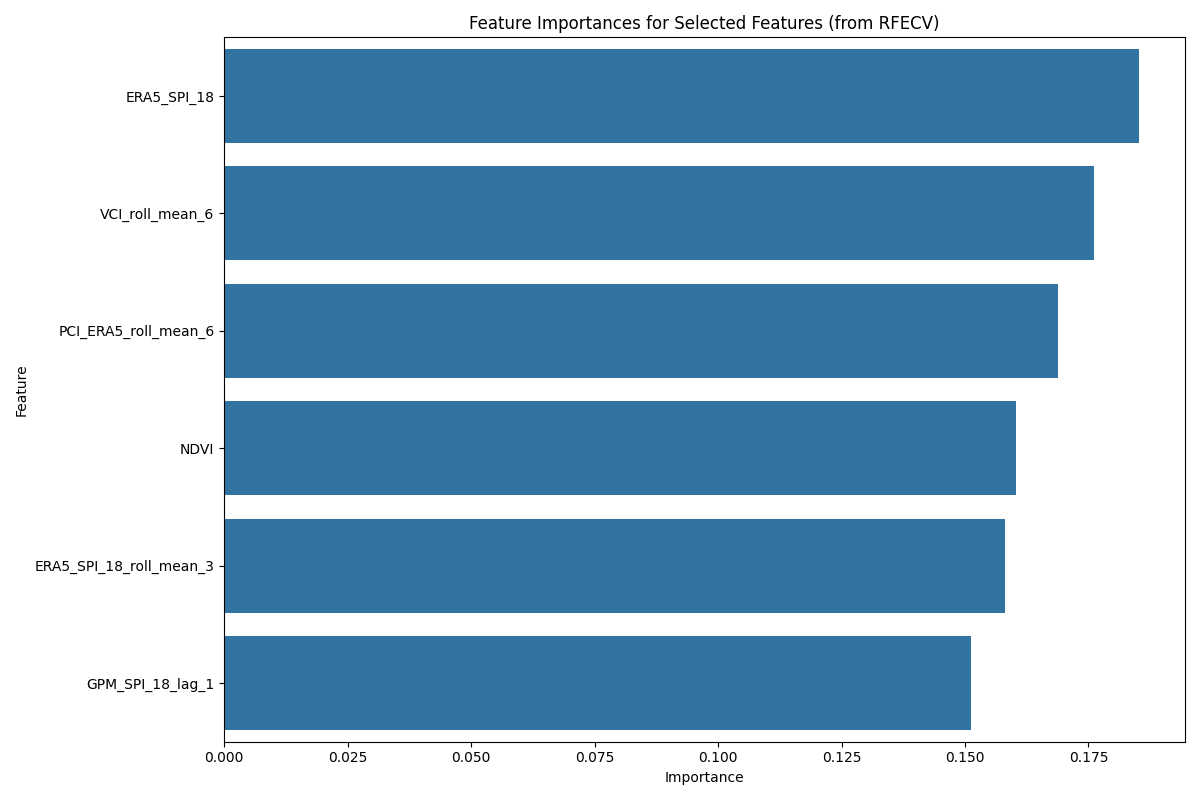 Feature Importances for Selected Features (from RFECV)
Feature
ERA5_SPI_18
VCI_roll_mean_6
PCI_ERA5_roll_mean_6
NDVI
ERA5_SPI_18_roll_mean_3
GPM_SPI_18_lag_1
0.000 0.025 0.050 0.075 0.100 0.125 0.150 0.175
Importance